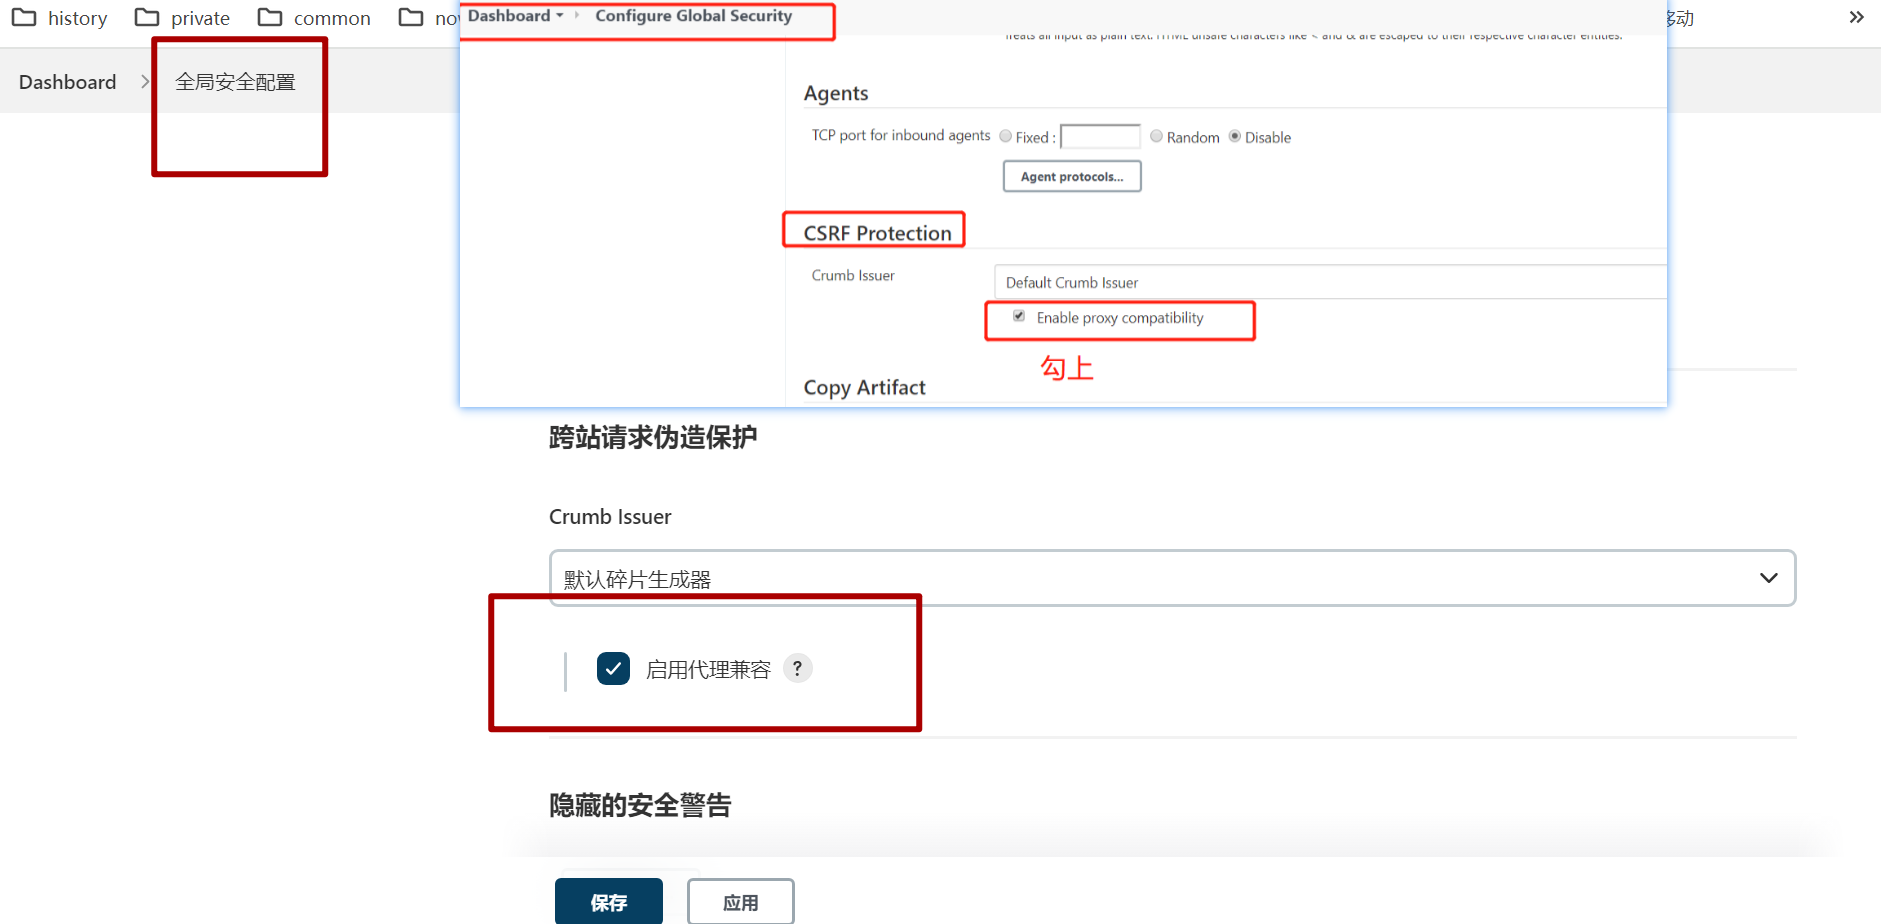 history private common
移动
Dashboard 全局安全配置
Dashboard Configure Global Security
Treats all input as plain text. HTML unsafe characters like < and & are escaped to their respective character entities.
Agents
TCP port for inbound agents Fixed : Random Disable
Agent protocols...
CSRF Protection
Crumb Issuer
Default Crumb Issuer
Enable proxy compatibility
勾上
Copy Artifact
跨站请求伪造保护
Crumb Issuer
默认碎片生成器
启用代理兼容 ?
隐藏的安全警告
保存 应用